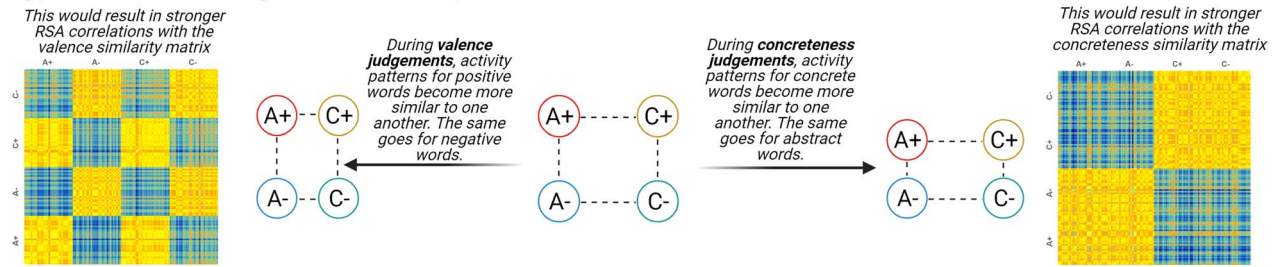 This would result in stronger
RSA correlations with the
valence similarity matrix
A+ A- C+ C-
C-
C+
A-
A+
During valence
judgements, activity
patterns for positive
words become more
similar to one
another. The same
goes for negative
words.
A+ C+
A- C-
A+ C+
A- C-
During concreteness
judgements, activity
patterns for concrete
words become more
similar to one
another. The same
goes for abstract
words.
A+ C+
A- C-
This would result in stronger
RSA correlations with the
concreteness similarity matrix
A+ A- C+ C-
C-
C+
A-
A+